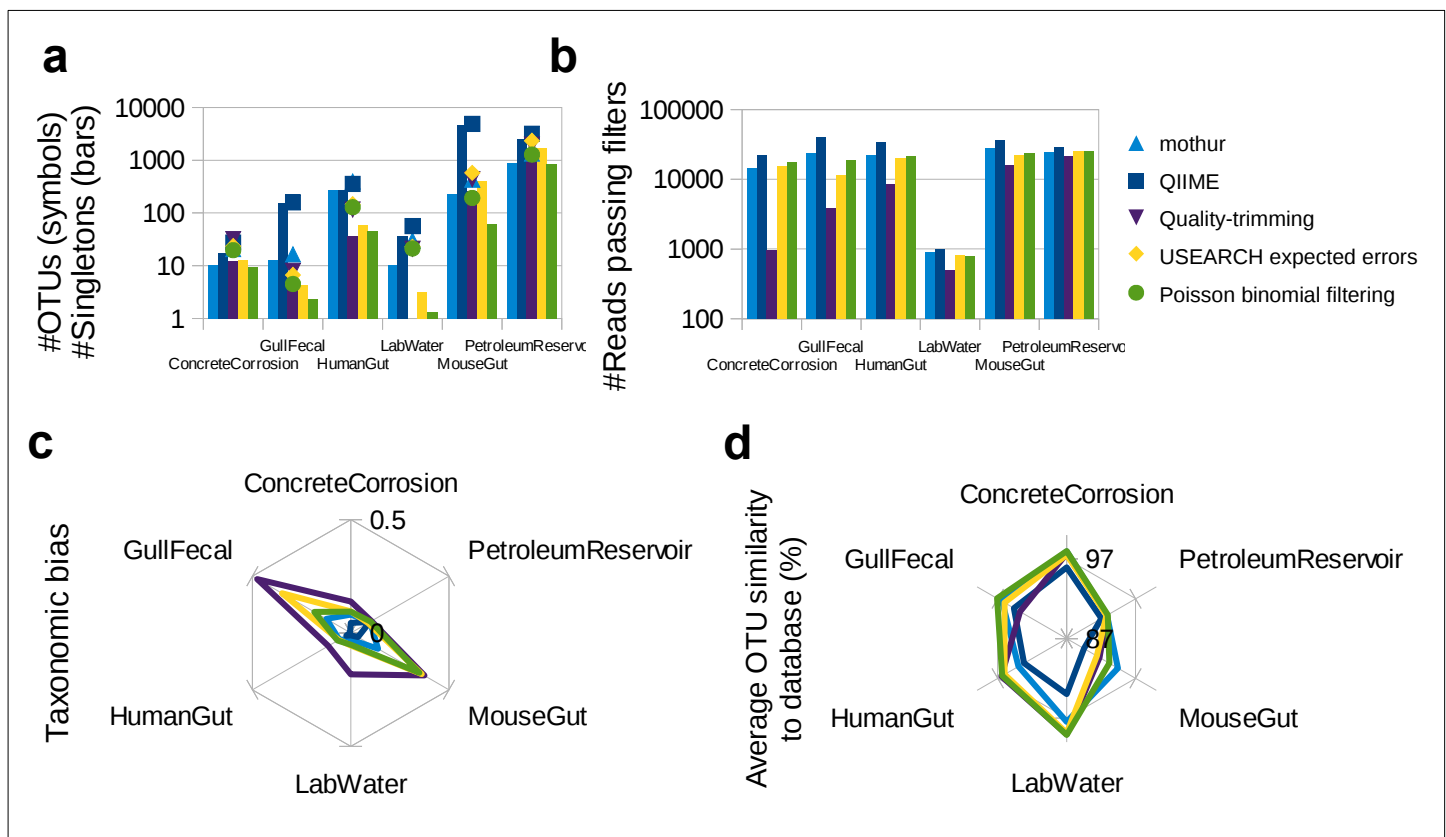 a
#OTUs (symbols)
#Singletons (bars)
10000
1000
100
10
1
GullFecal
LabWater
PetroleumReservoir
ConcreteCorrosion
HumanGut
MouseGut
b
#Reads passing filters
100000
10000
1000
100
GullFecal
LabWater
ConcreteCorrosion
HumanGut
MouseGut
mothur
QIIME
Quality-trimming
USEARCH expected errors
Poisson binomial filtering
c
Taxonomic bias
ConcreteCorrosion
0.5
GullFecal
PetroleumReservoir
0
HumanGut
MouseGut
LabWater
d
Average OTU similarity
to database (%)
ConcreteCorrosion
97
GullFecal
PetroleumReservoir
87
HumanGut
MouseGut
LabWater